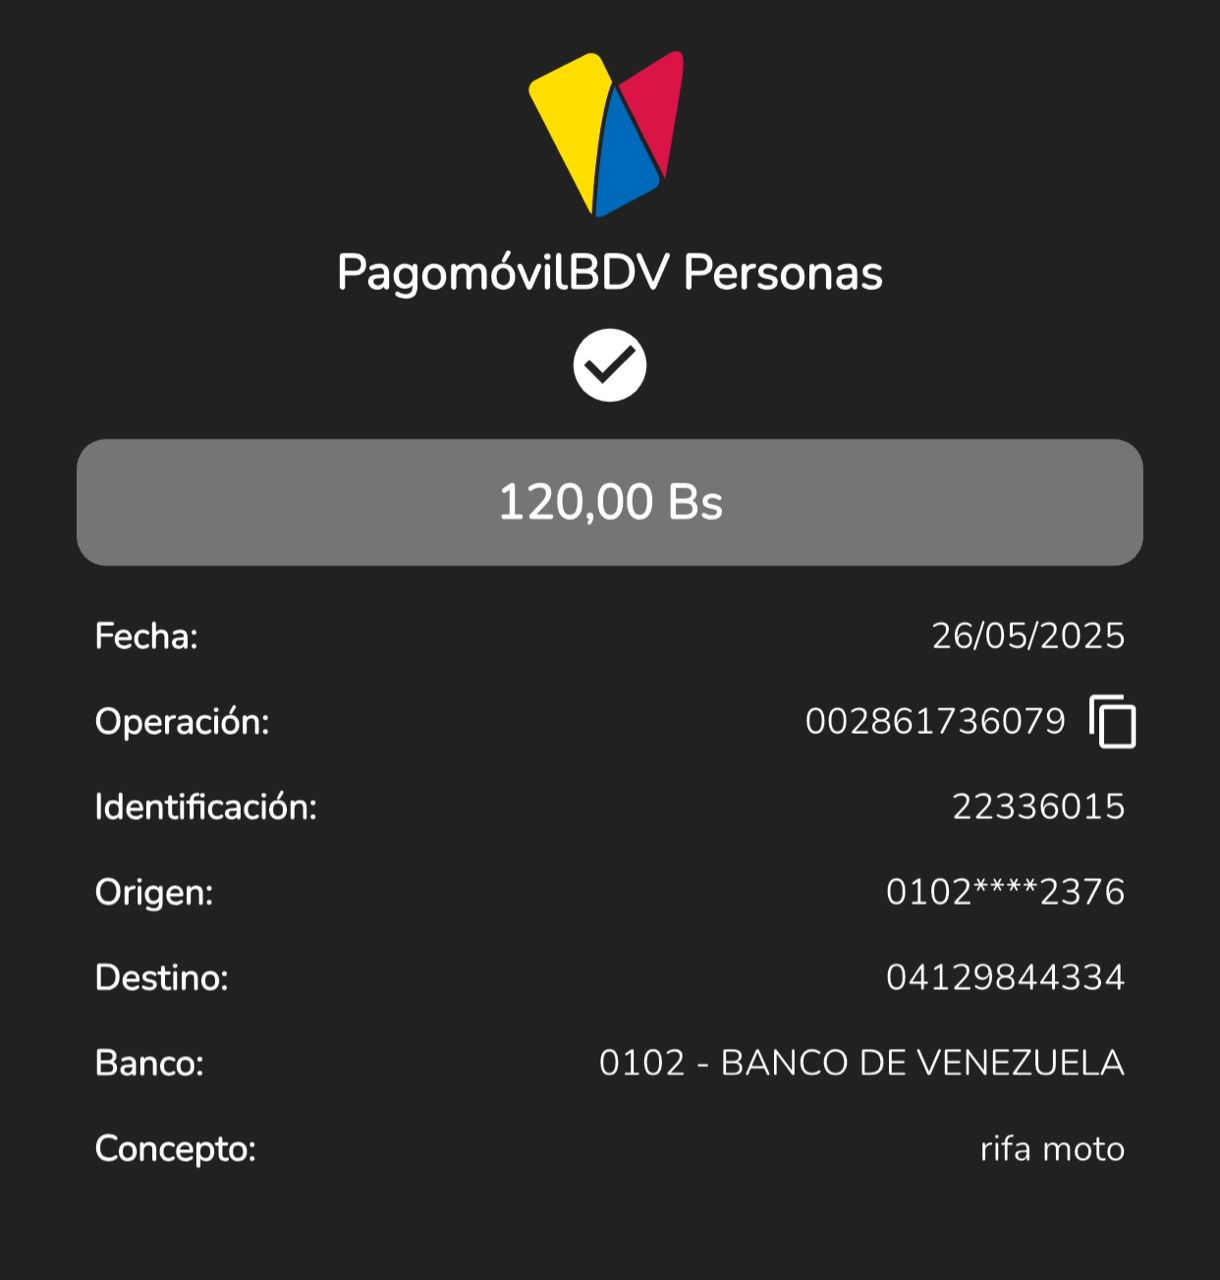 PagomóvilBDV Personas
120,00 Bs
Fecha: 26/05/2025
Operación: 002861736079
Identificación: 22336015
Origen: 0102****2376
Destino: 04129844334
Banco: 0102 - BANCO DE VENEZUELA
Concepto: rifa moto